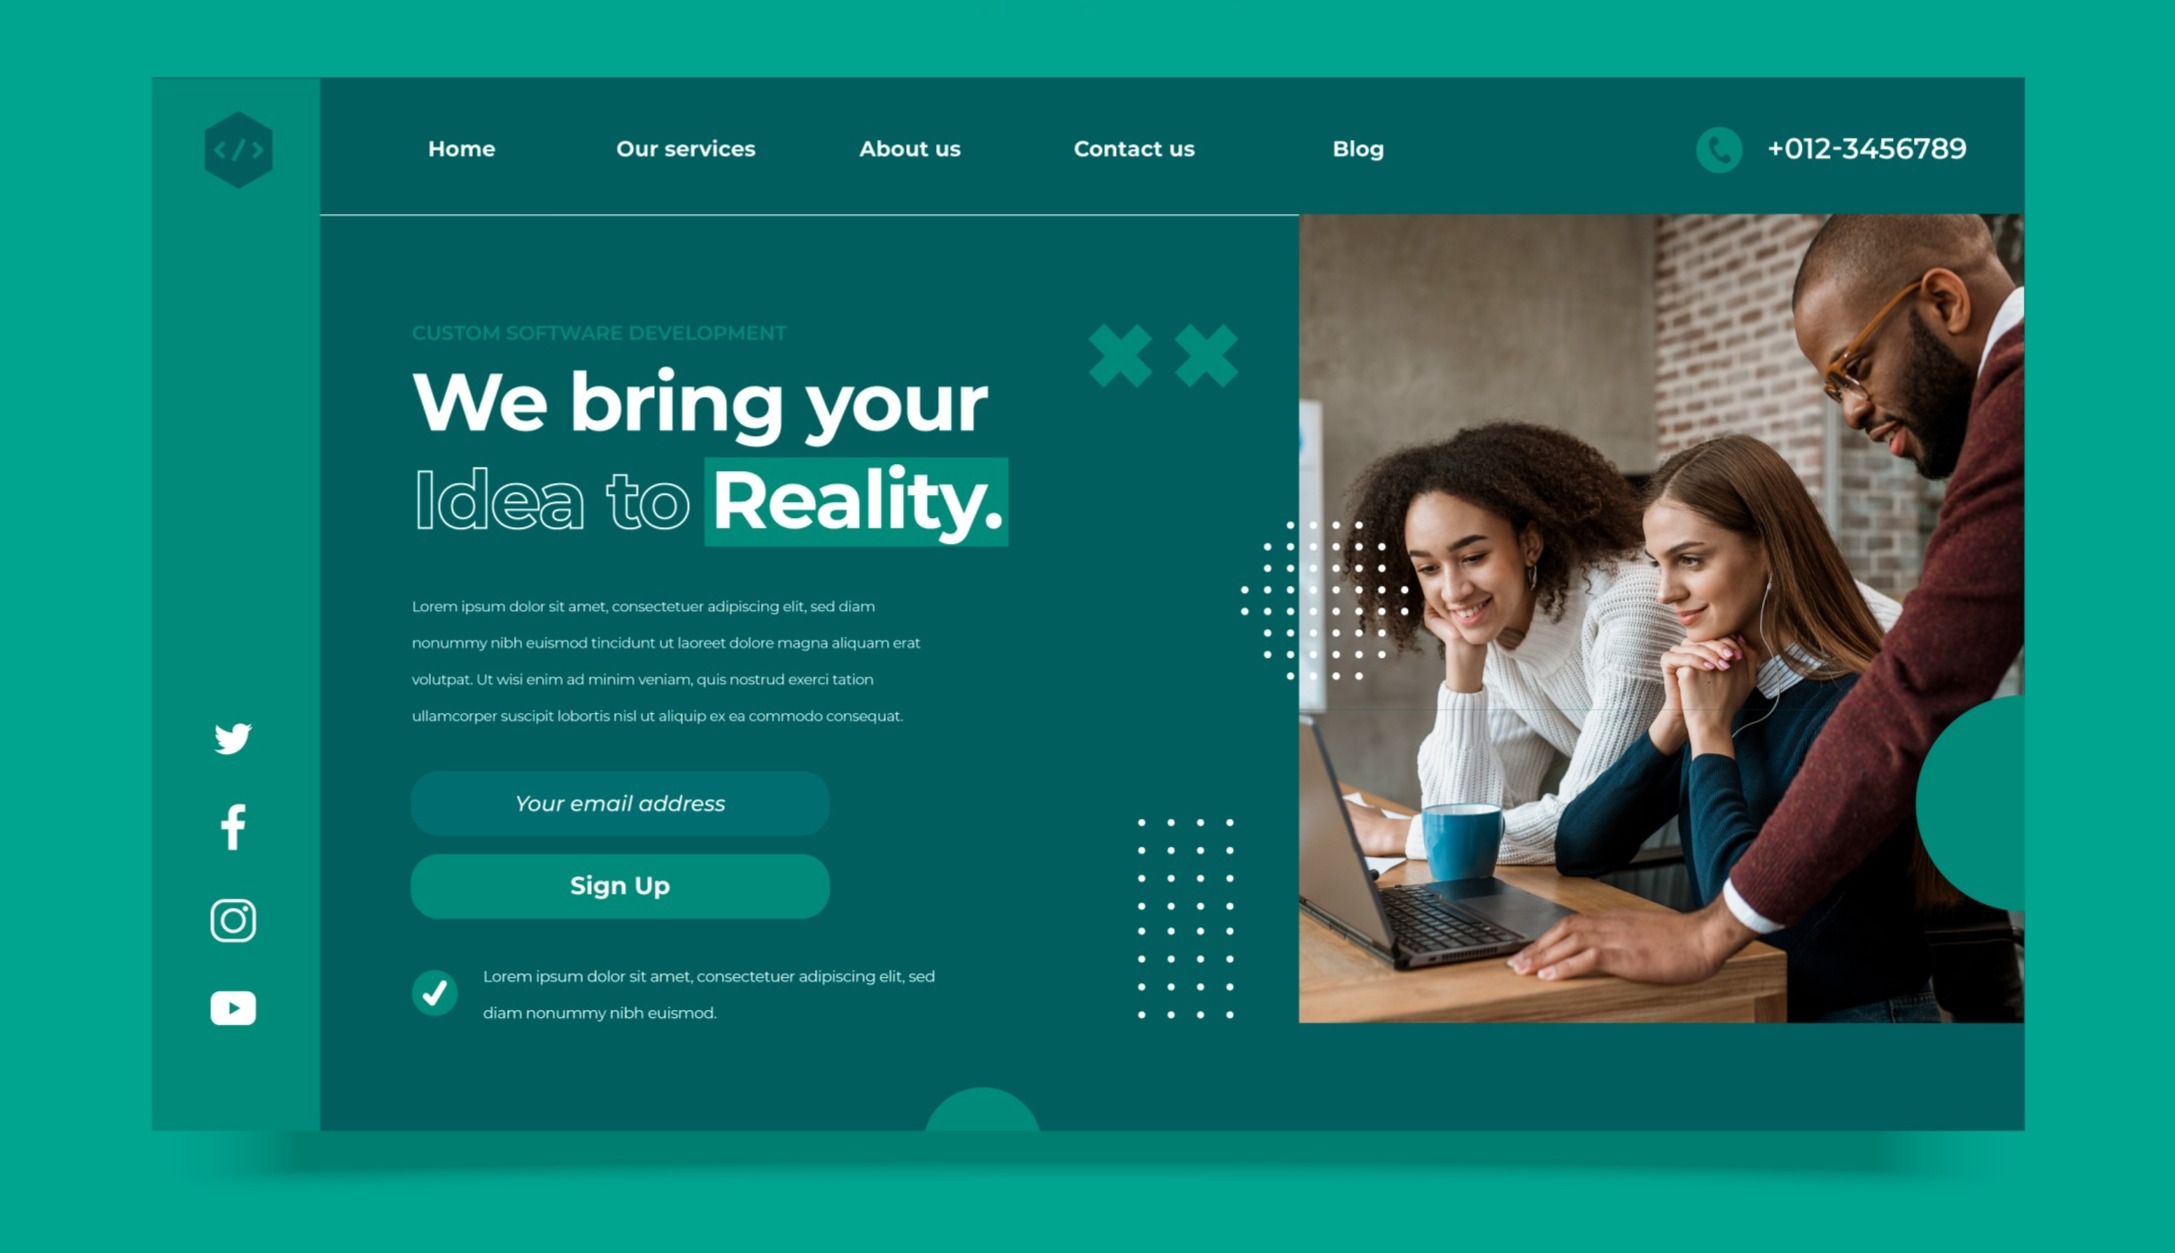 </>
Home
Our services
About us
Contact us
Blog
+012-3456789
CUSTOM SOFTWARE DEVELOPMENT
We bring your
Idea to Reality.
Lorem ipsum dolor sit amet, consectetuer adipiscing elit, sed diam
nonummy nibh euismod tincidunt ut laoreet dolore magna aliquam erat
volutpat. Ut wisi enim ad minim veniam, quis nostrud exerci tation
ullamcorper suscipit lobortis nisl ut aliquip ex ea commodo consequat.
Your email address
Sign Up
Lorem ipsum dolor sit amet, consectetuer adipiscing elit, sed
diam nonummy nibh euismod.